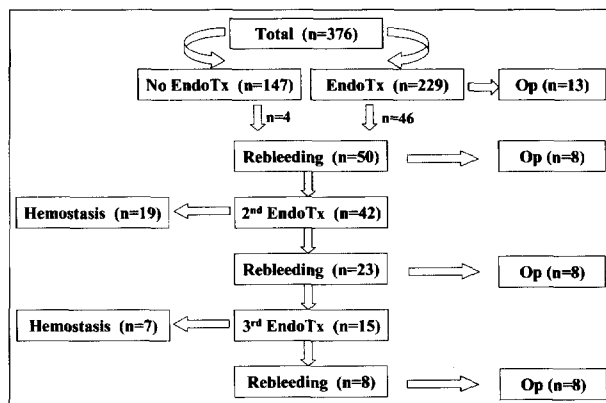 Total (n=376)
No EndoTx (n=147) EndoTx (n=229) Op (n=13)
n=4 n=46
Rebleeding (n=50) Op (n=8)
Hemostasis (n=19) 2nd EndoTx (n=42)
Rebleeding (n=23) Op (n=8)
Hemostasis (n=7) 3rd EndoTx (n=15)
Rebleeding (n=8) Op (n=8)